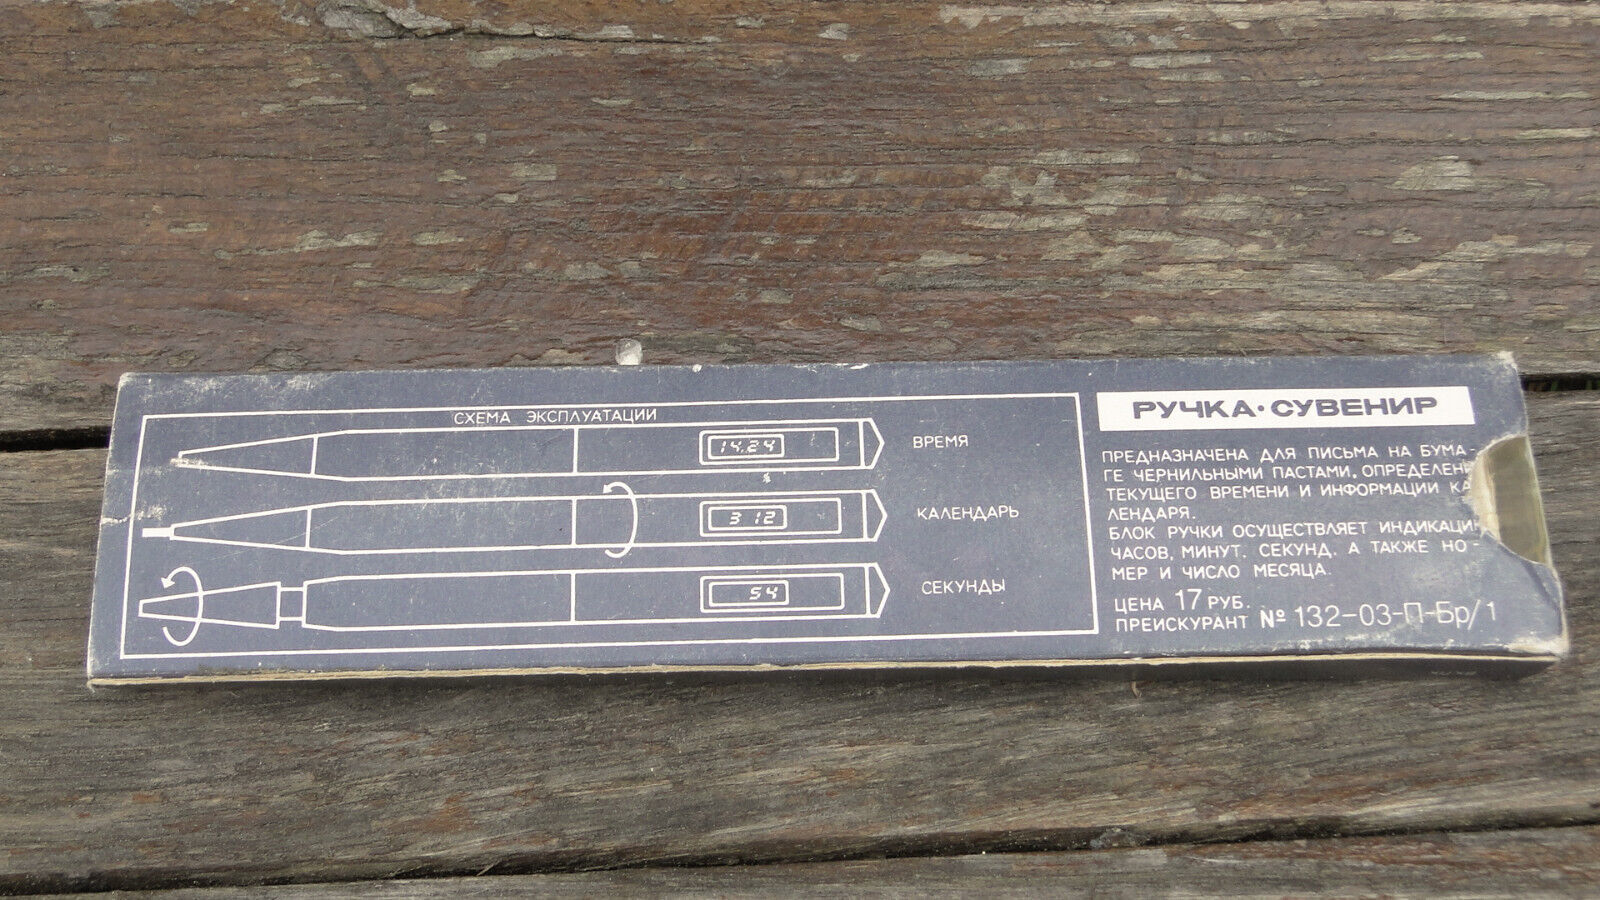 СХЕМА ЭКСПЛУАТАЦИИ
14.24 ВРЕМЯ
3 12 КАЛЕНДАРЬ
54 СЕКУНДЫ
РУЧКА·СУВЕНИР
ПРЕДНАЗНАЧЕНА ДЛЯ ПИСЬМА НА БУМА-
ГЕ ЧЕРНИЛЬНЫМИ ПАСТАМИ, ОПРЕДЕЛЕН
ТЕКУЩЕГО ВРЕМЕНИ И ИНФОРМАЦИИ КА
ЛЕНДАРЯ.
БЛОК РУЧКИ ОСУЩЕСТВЛЯЕТ ИНДИКАЦИ
ЧАСОВ, МИНУТ, СЕКУНД, А ТАКЖЕ НО-
МЕР И ЧИСЛО МЕСЯЦА.
ЦЕНА 17 РУБ.
ПРЕЙСКУРАНТ № 132-03-П-Бр/1